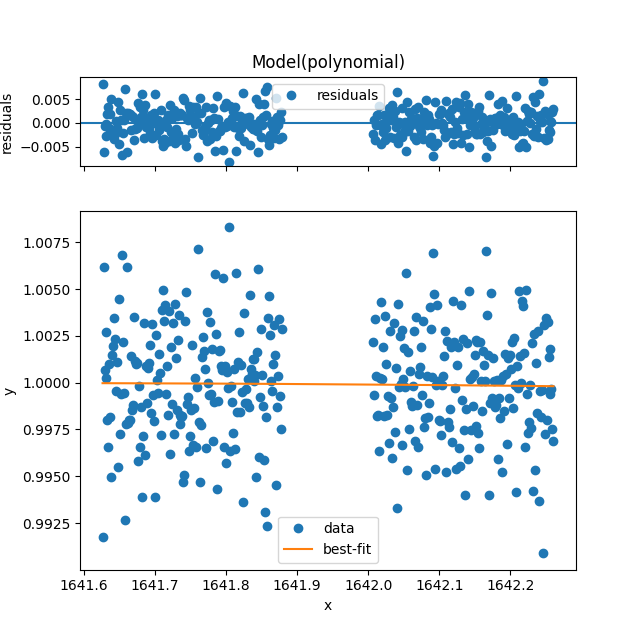 Model(polynomial)
residuals
0.005
0.000
−0.005
residuals
1.0075
1.0050
1.0025
1.0000
0.9975
0.9950
0.9925
y
data
best-fit
1641.6 1641.7 1641.8 1641.9 1642.0 1642.1 1642.2
x